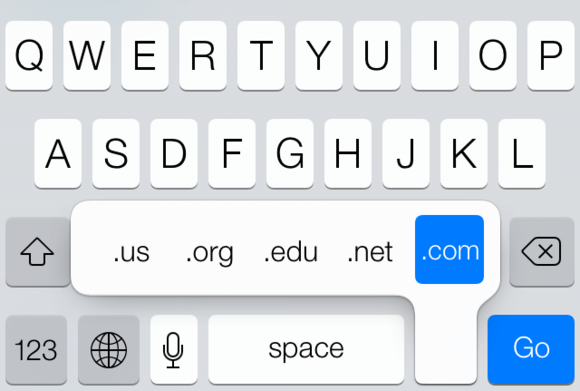 Q W E R T Y U I O P
A S D F G H J K L
.us .org .edu .net .com
123 space Go